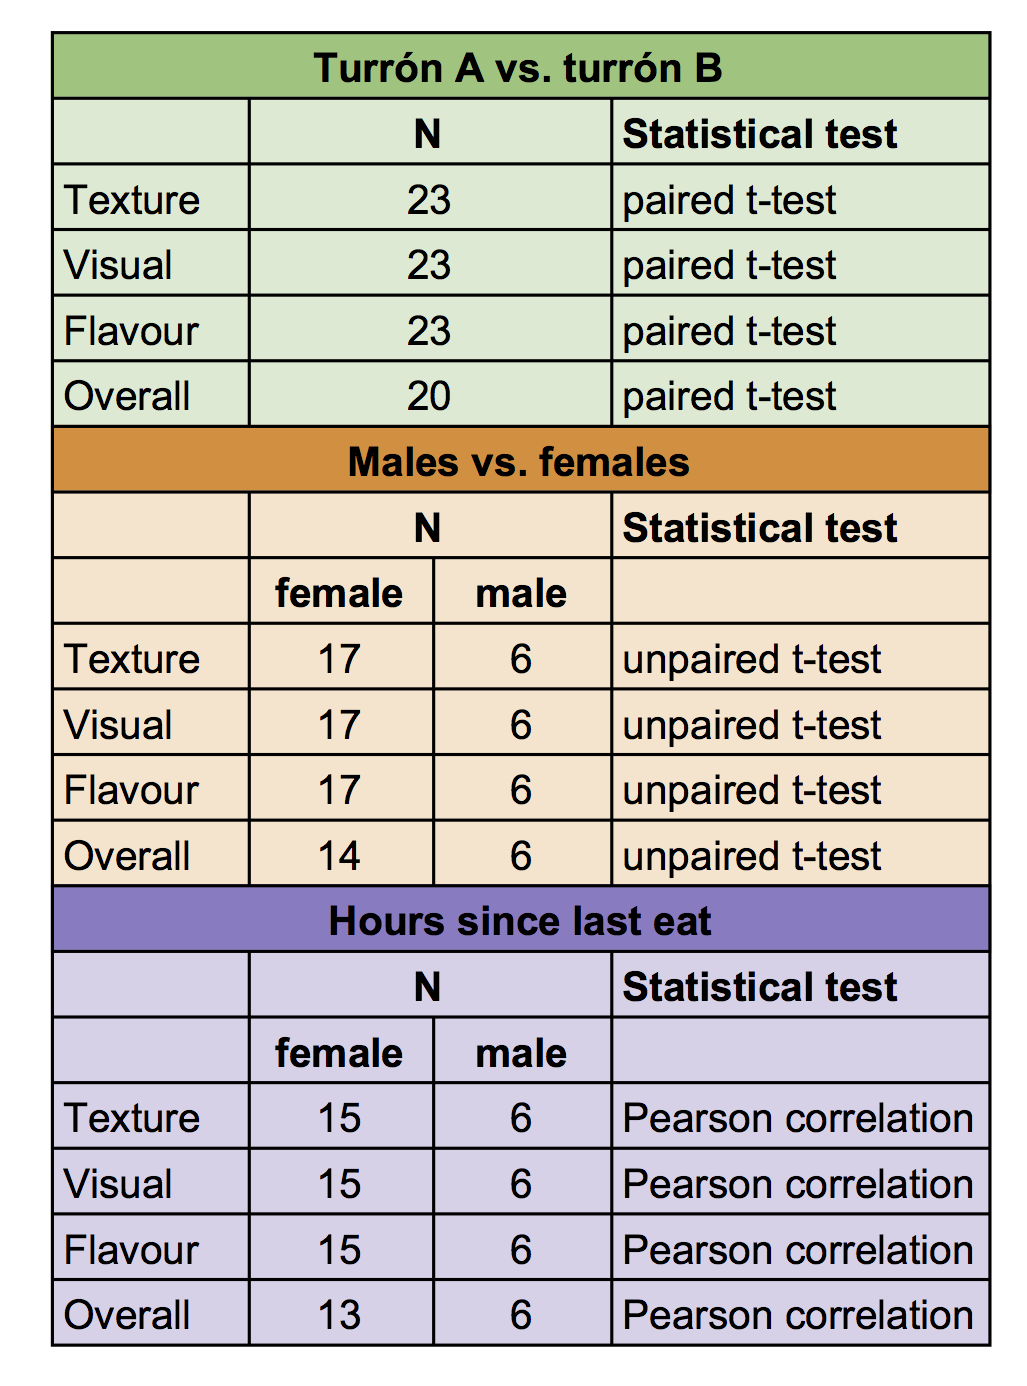 Turrón A vs. turrón B
N Statistical test
Texture 23 paired t-test
Visual 23 paired t-test
Flavour 23 paired t-test
Overall 20 paired t-test
Males vs. females
N Statistical test
female male
Texture 17 6 unpaired t-test
Visual 17 6 unpaired t-test
Flavour 17 6 unpaired t-test
Overall 14 6 unpaired t-test
Hours since last eat
N Statistical test
female male
Texture 15 6 Pearson correlation
Visual 15 6 Pearson correlation
Flavour 15 6 Pearson correlation
Overall 13 6 Pearson correlation